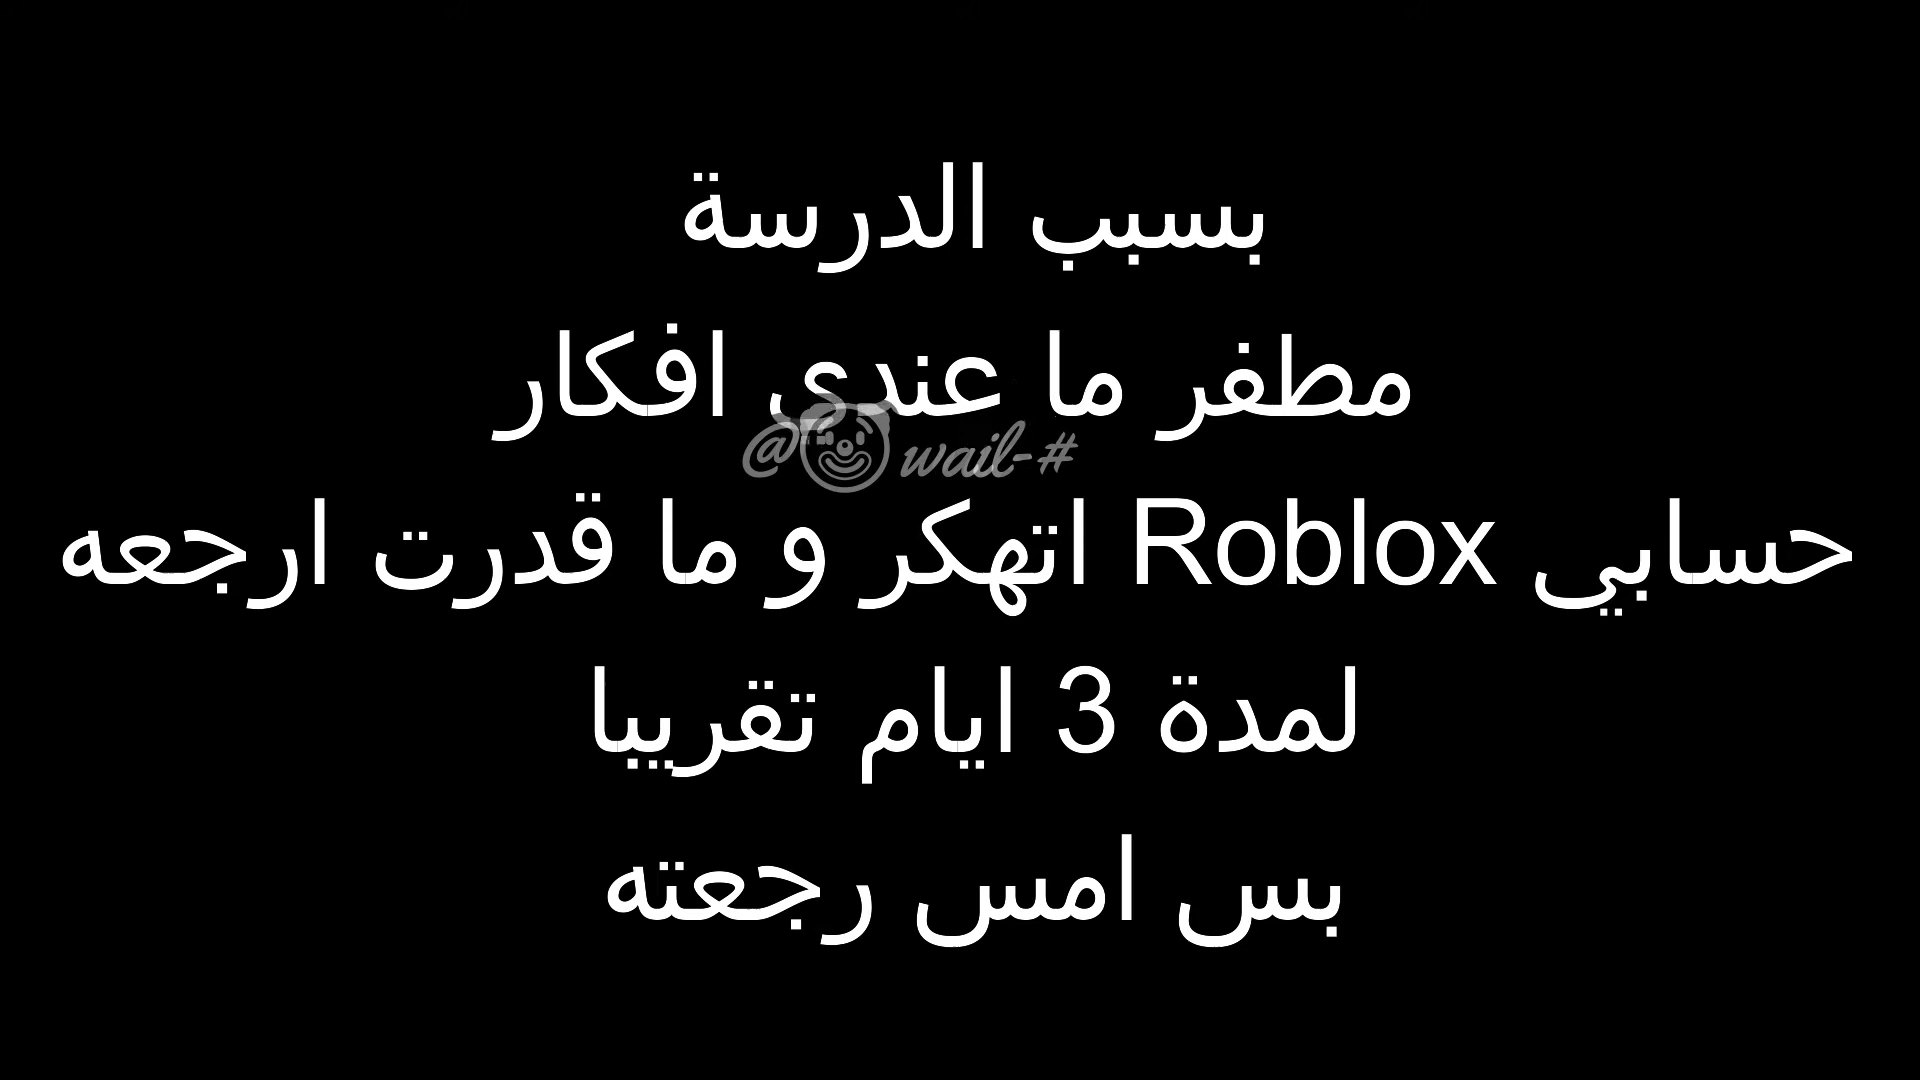 بسبب الدرسة
مطفر ما عندي افكار
@🤡wail-#
حسابي Roblox اتهكر و ما قدرت ارجعه
لمدة 3 ايام تقريبا
بس امس رجعته